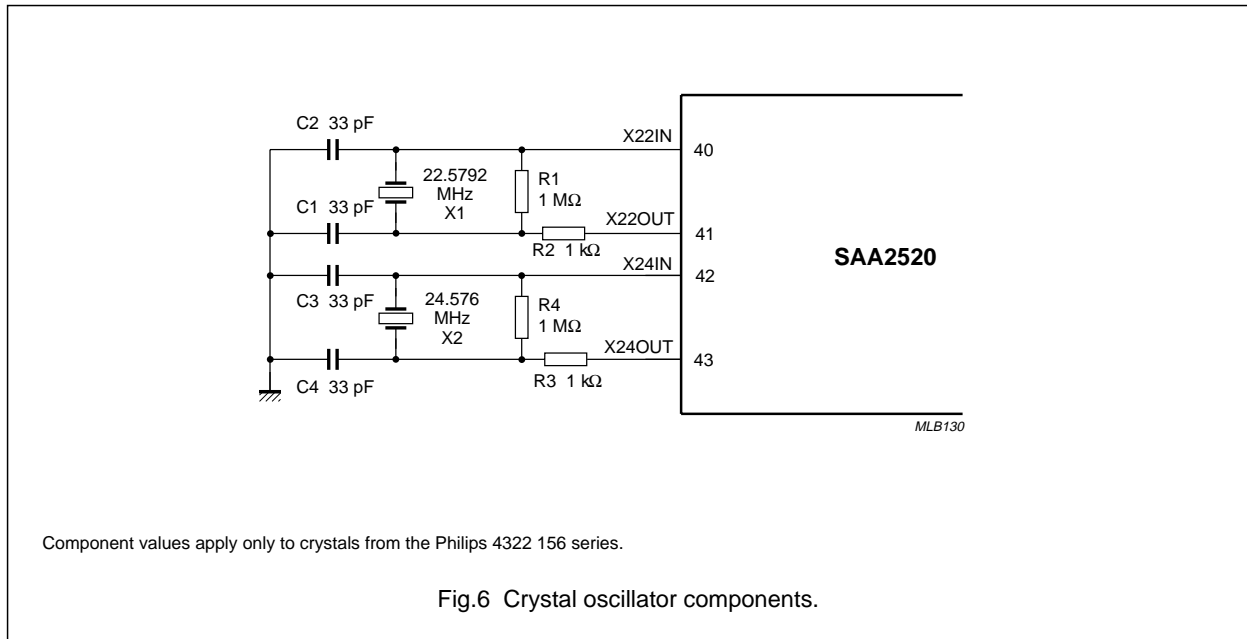 C2 33 pF
X22IN
40
22.5792
MHz
X1
R1
1 MΩ
C1 33 pF
X22OUT
41
R2 1 kΩ
SAA2520
X24IN
42
C3 33 pF
24.576
MHz
X2
R4
1 MΩ
X24OUT
43
R3 1 kΩ
C4 33 pF
MLB130
Component values apply only to crystals from the Philips 4322 156 series.
Fig.6 Crystal oscillator components.